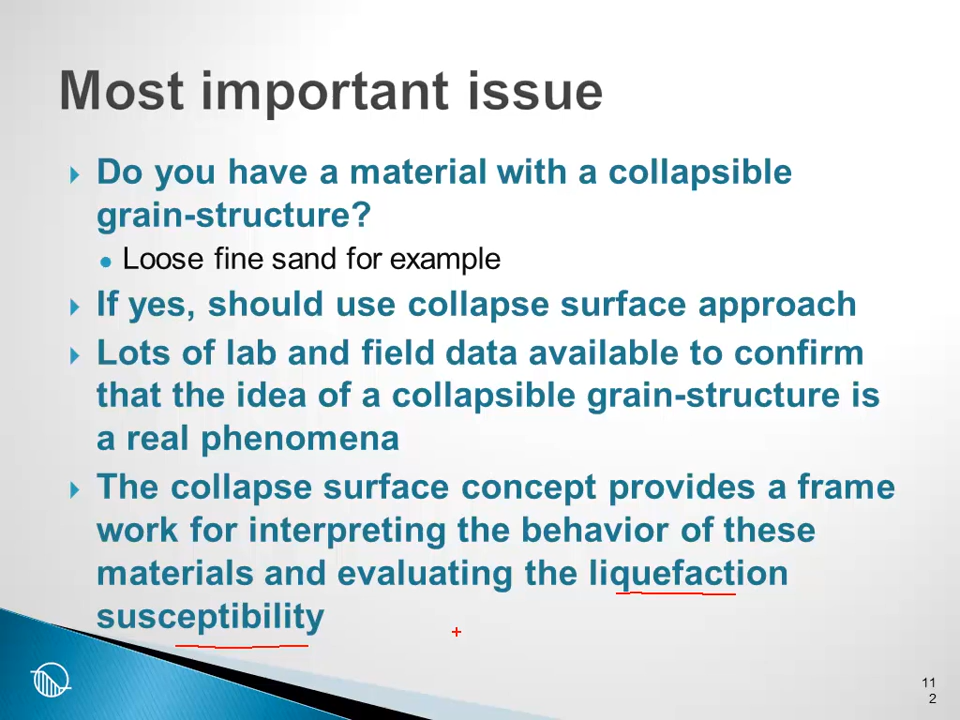 Most important issue
Do you have a material with a collapsible
grain-structure?
Loose fine sand for example
If yes, should use collapse surface approach
Lots of lab and field data available to confirm
that the idea of a collapsible grain-structure is
a real phenomena
The collapse surface concept provides a frame
work for interpreting the behavior of these
materials and evaluating the liquefaction
susceptibility
11
2